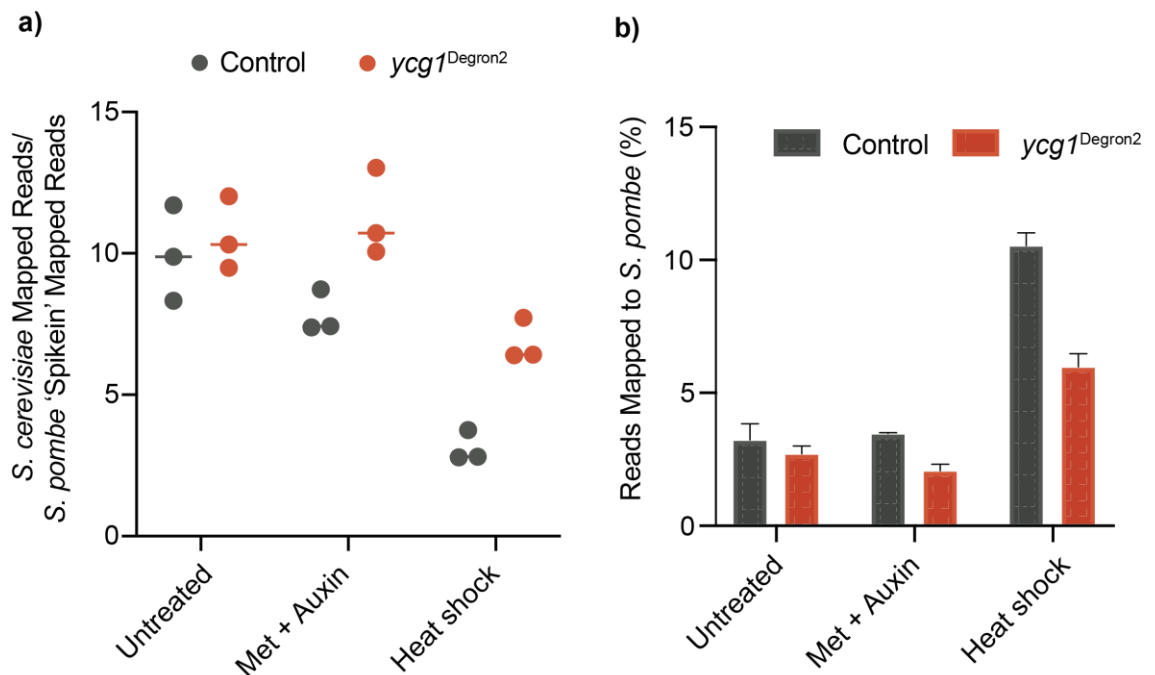 a)
Control
ycg1Degron2
S. cerevisiae Mapped Reads/
S. pombe ‘Spikein’ Mapped Reads
15
10
5
0
Untreated
Met + Auxin
Heat shock
b)
Control
ycg1Degron2
Reads Mapped to S. pombe (%)
15
10
5
0
Untreated
Met + Auxin
Heat shock